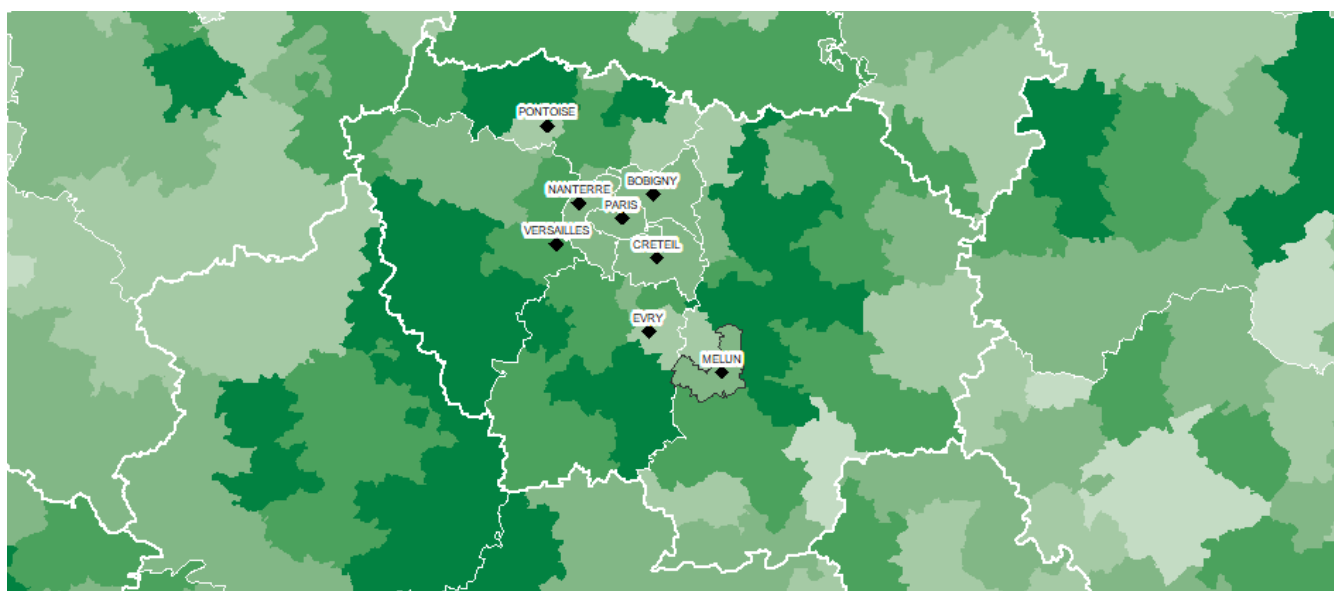 PONTOISE
BOBIGNY
NANTERRE
PARIS
VERSAILLES
CRETEIL
EVRY
MELUN